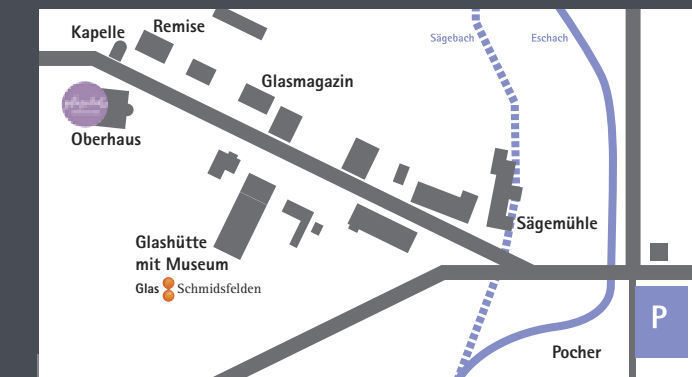 Kapelle
Remise
Sägebach
Eschach
Glasmagazin
Oberhaus
Sägemühle
Glashütte
mit Museum
Glas Schmidsfelden
P
Pocher